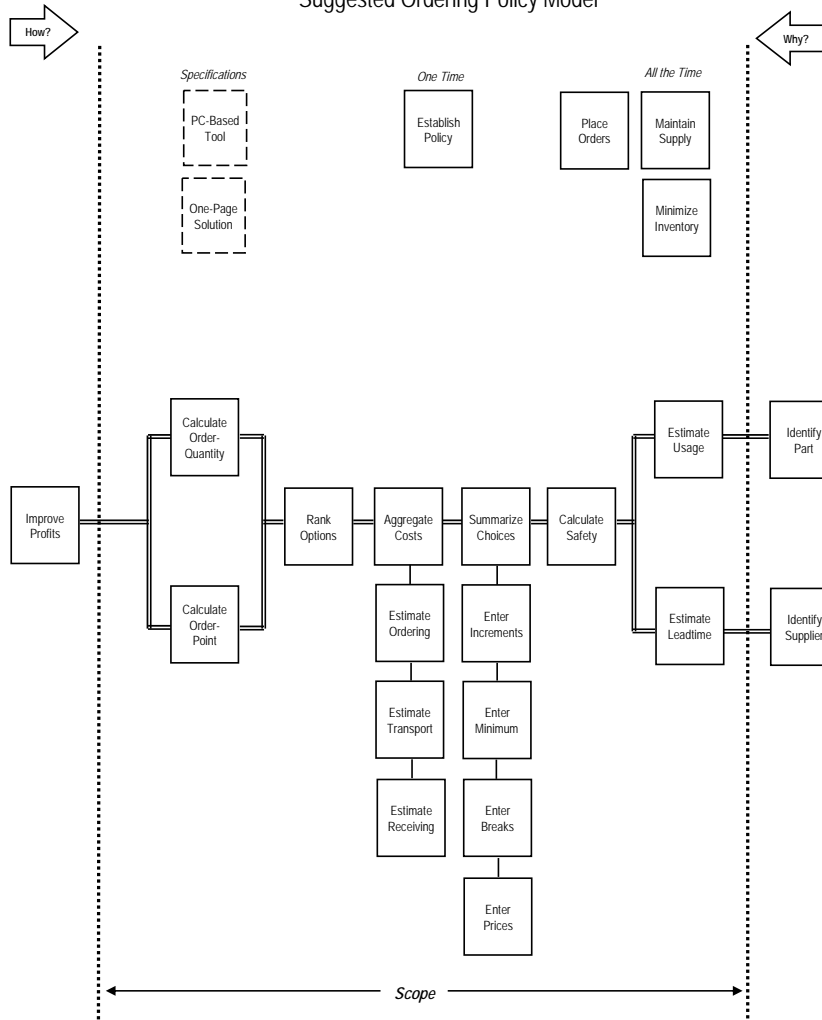 Suggested Ordering Policy Model
How?
Why?
Specifications
One Time
All the Time
PC-Based
Tool
Establish
Policy
Place
Orders
Maintain
Supply
One-Page
Solution
Minimize
Inventory
Calculate
Order-
Quantity
Estimate
Usage
Identify
Part
Improve
Profits
Rank
Options
Aggregate
Costs
Summarize
Choices
Calculate
Safety
Calculate
Order-
Point
Estimate
Ordering
Enter
Increments
Estimate
Leadtime
Identify
Supplier
Estimate
Transport
Enter
Minimum
Estimate
Receiving
Enter
Breaks
Enter
Prices
Scope